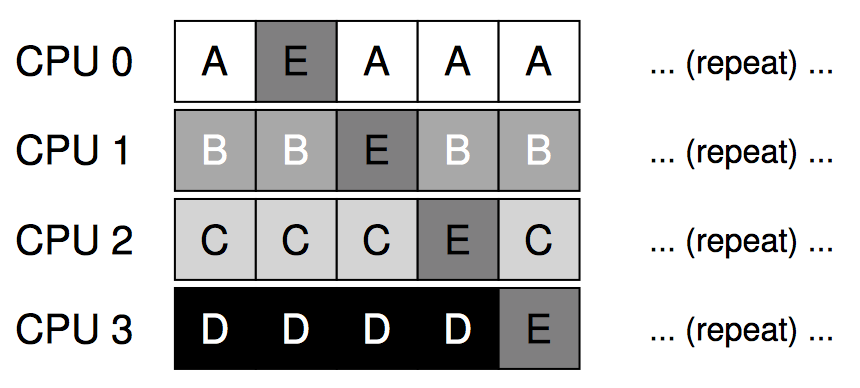 CPU 0 A E A A A ... (repeat) ...
CPU 1 B B E B B ... (repeat) ...
CPU 2 C C C E C ... (repeat) ...
CPU 3 D D D D E ... (repeat) ...